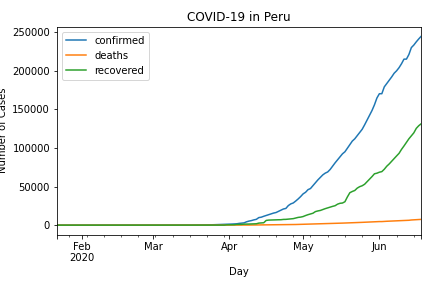 COVID-19 in Peru
confirmed
deaths
recovered
250000
200000
150000
100000
50000
0
Number of Cases
Feb
2020
Mar
Apr
May
Jun
Day